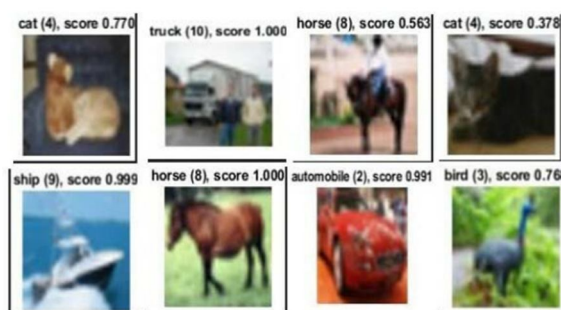 cat (4), score 0.770
truck (10), score 1.000
horse (8), score 0.563
cat (4), score 0.378
ship (9), score 0.999
horse (8), score 1.000
automobile (2), score 0.991
bird (3), score 0.76